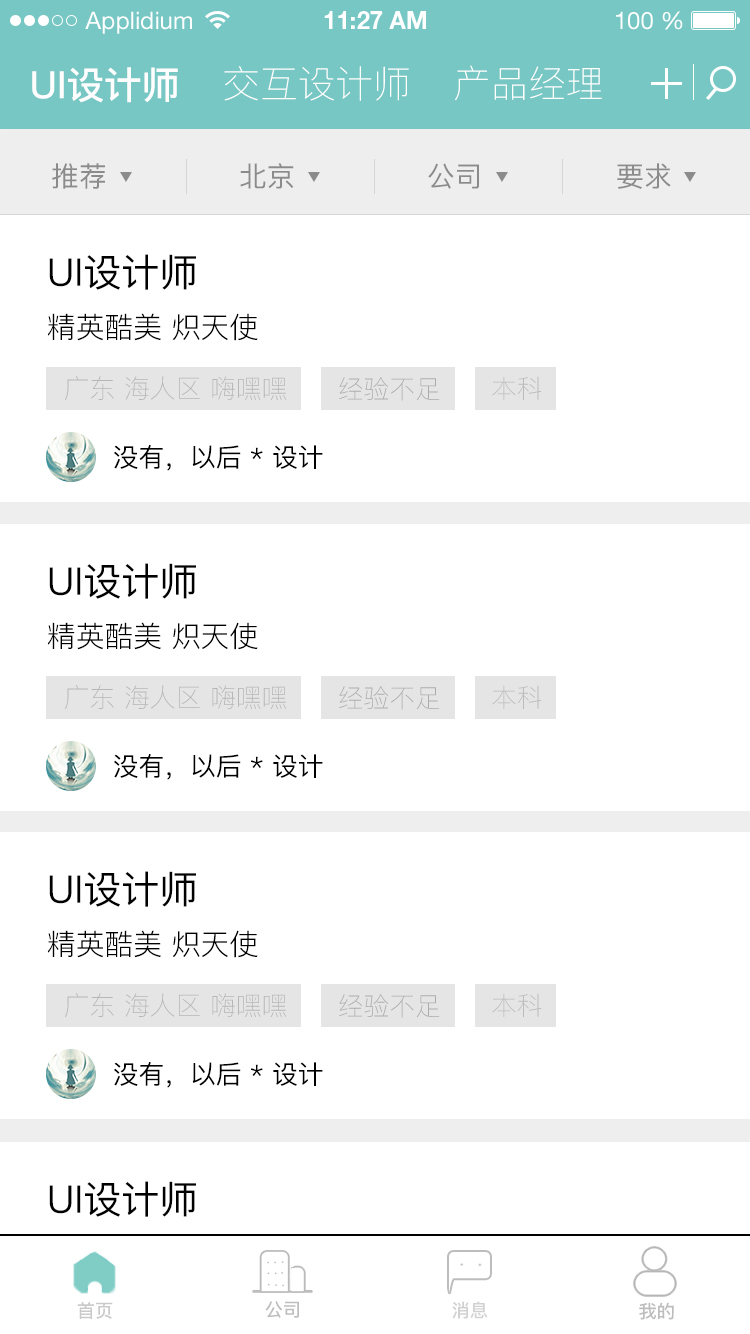 Applidium 11:27 AM 100 %
UI设计师 交互设计师 产品经理
推荐 北京 公司 要求
UI设计师
精英酷美 炽天使
广东 海人区 嗨嘿嘿 经验不足 本科
没有，以后 * 设计
UI设计师
精英酷美 炽天使
广东 海人区 嗨嘿嘿 经验不足 本科
没有，以后 * 设计
UI设计师
精英酷美 炽天使
广东 海人区 嗨嘿嘿 经验不足 本科
没有，以后 * 设计
UI设计师
首页 公司 消息 我的